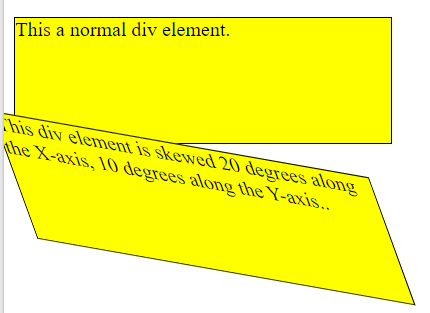 This a normal div element.
This div element is skewed 20 degrees along
the X-axis, 10 degrees along the Y-axis..